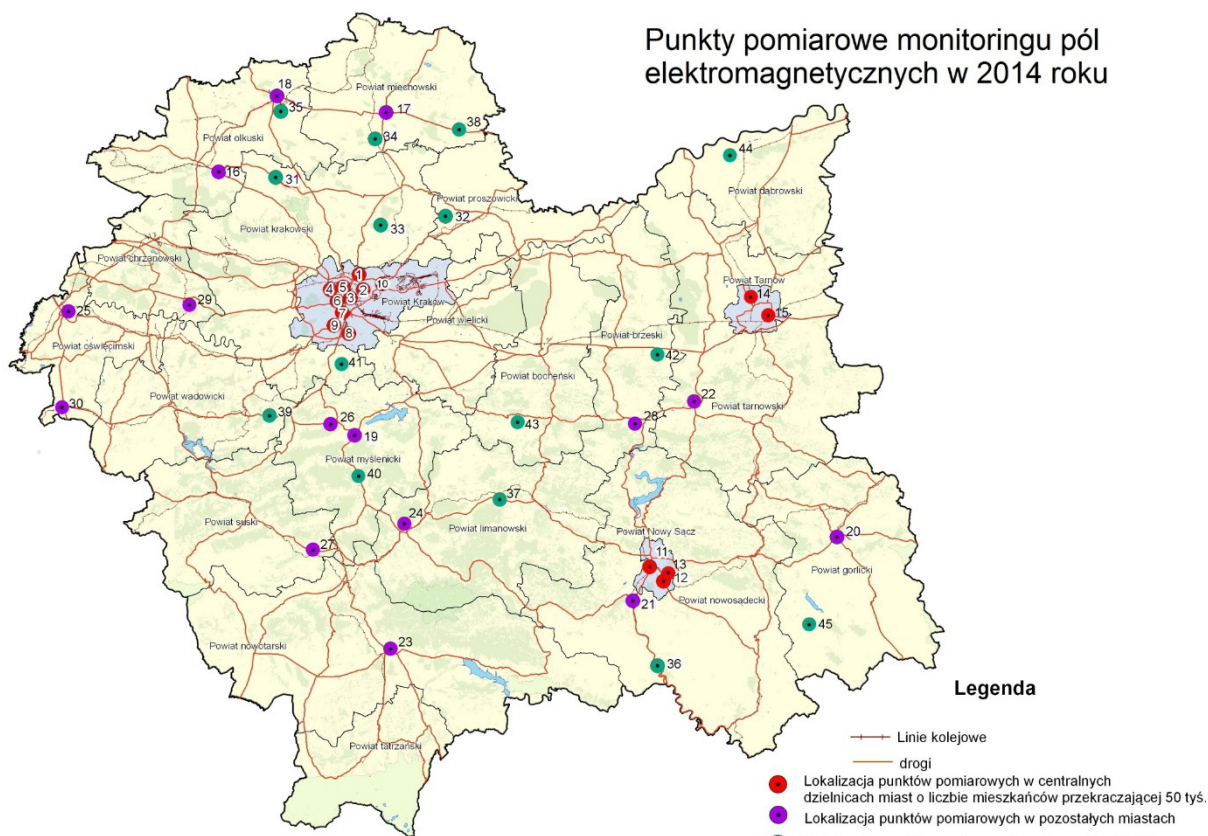 Punkty pomiarowe monitoringu pól
elektromagnetycznych w 2014 roku
18
35
Powiat miechowski
17
38
34
Powiat olkuski
16
31
44
Powiat dąbrowski
Powiat proszowicki
32
33
Powiat krakowski
Powiat chrzanowski
1
4
5
2
10
6
3
Powiat Kraków
7
9
8
Powiat wielicki
29
25
Powiat oświęcimski
Powiat Tarnów
14
15
Powiat brzeski
42
41
Powiat bocheński
Powiat wadowicki
30
39
26
19
22
Powiat tarnowski
28
43
Powiat myślenicki
40
37
24
Powiat suski
Powiat limanowski
27
Powiat Nowy Sącz
11
13
12
20
Powiat gorlicki
21
Powiat nowosądecki
45
Powiat nowotarski
23
36
Powiat tatrzański
Legenda
Linie kolejowe
drogi
Lokalizacja punktów pomiarowych w centralnych
dzielnicach miast o liczbie mieszkańców przekraczającej 50 tyś.
Lokalizacja punktów pomiarowych w pozostałych miastach